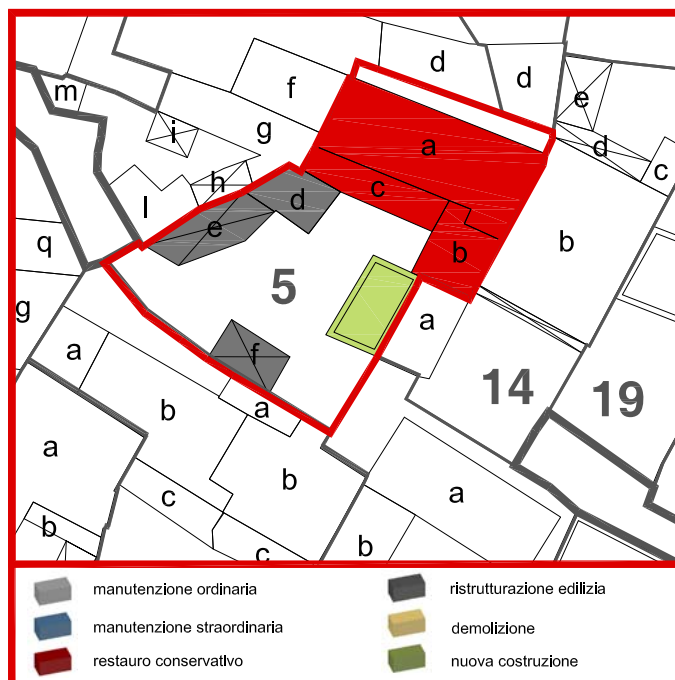 d
d
f
e
m
i
g
a
d
c
h
c
l
d
e
b
q
b
5
g
a
f
a
14
19
a
b
a
b
a
c
b
b
c
manutenzione ordinaria
ristrutturazione edilizia
manutenzione straordinaria
demolizione
restauro conservativo
nuova costruzione